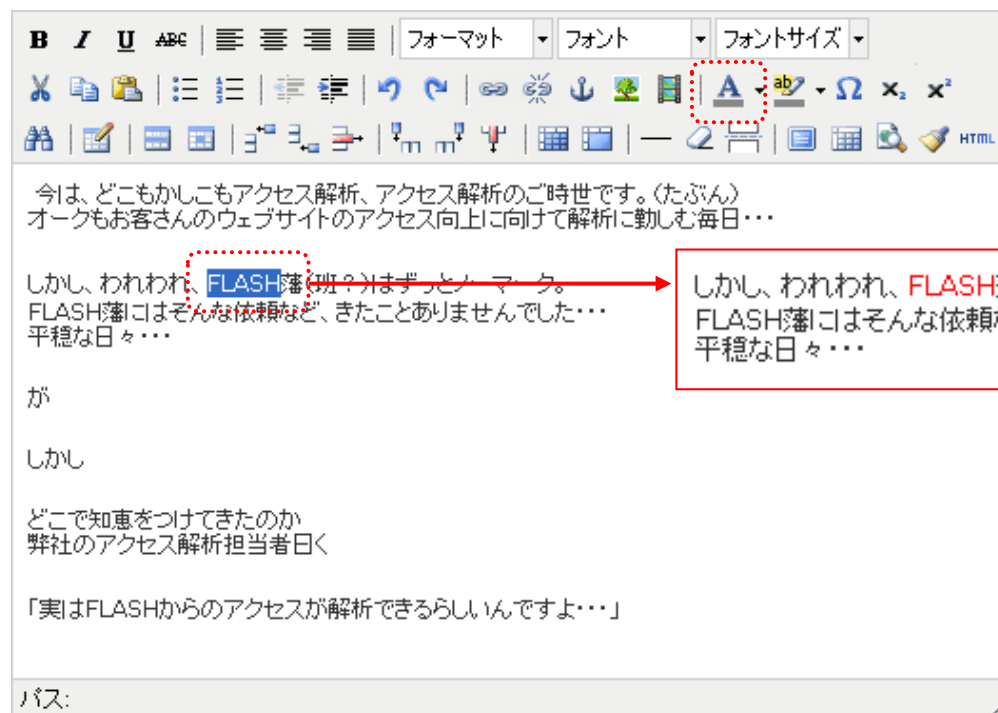 B I U ABC フォーマット フォント フォントサイズ
A ab Ω x₂ x²
HTML
今は、どこもかしこもアクセス解析、アクセス解析のご時世です。(たぶん)
オークもお客さんのウェブサイトのアクセス向上に向けて解析に勤しむ毎日・・・
しかし、われわれ、FLASH藩(班?)はずっとノーマーク。
FLASH藩にはそんな依頼など、きたことありませんでした・・・
平穏な日々・・・
が
しかし
どこで知恵をつけてきたのか
弊社のアクセス解析担当者曰く
「実はFLASHからのアクセスが解析できるらしいんですよ・・・」
しかし、われわれ、FLASH
FLASH藩にはそんな依頼
平穏な日々・・・
パス: